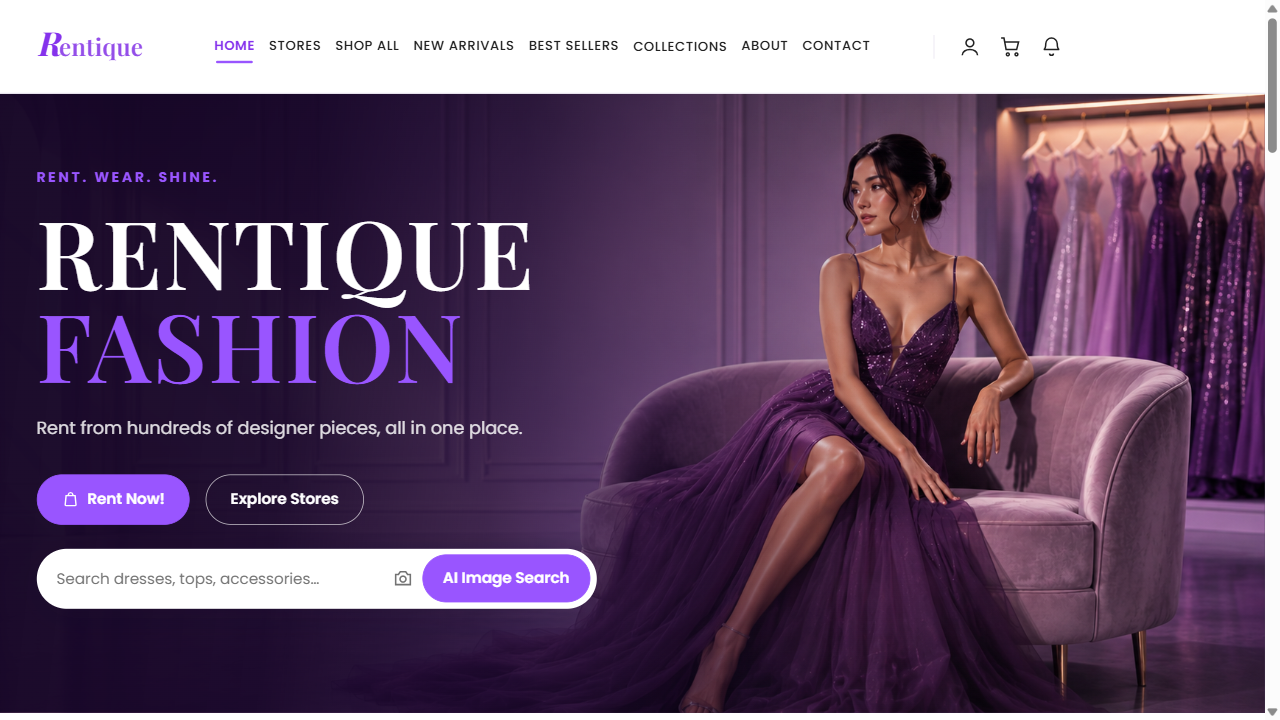 Rentique
HOME STORES SHOP ALL NEW ARRIVALS BEST SELLERS COLLECTIONS ABOUT CONTACT
RENT. WEAR. SHINE.
RENTIQUE
FASHION
Rent from hundreds of designer pieces, all in one place.
Rent Now! Explore Stores
Search dresses, tops, accessories... AI Image Search